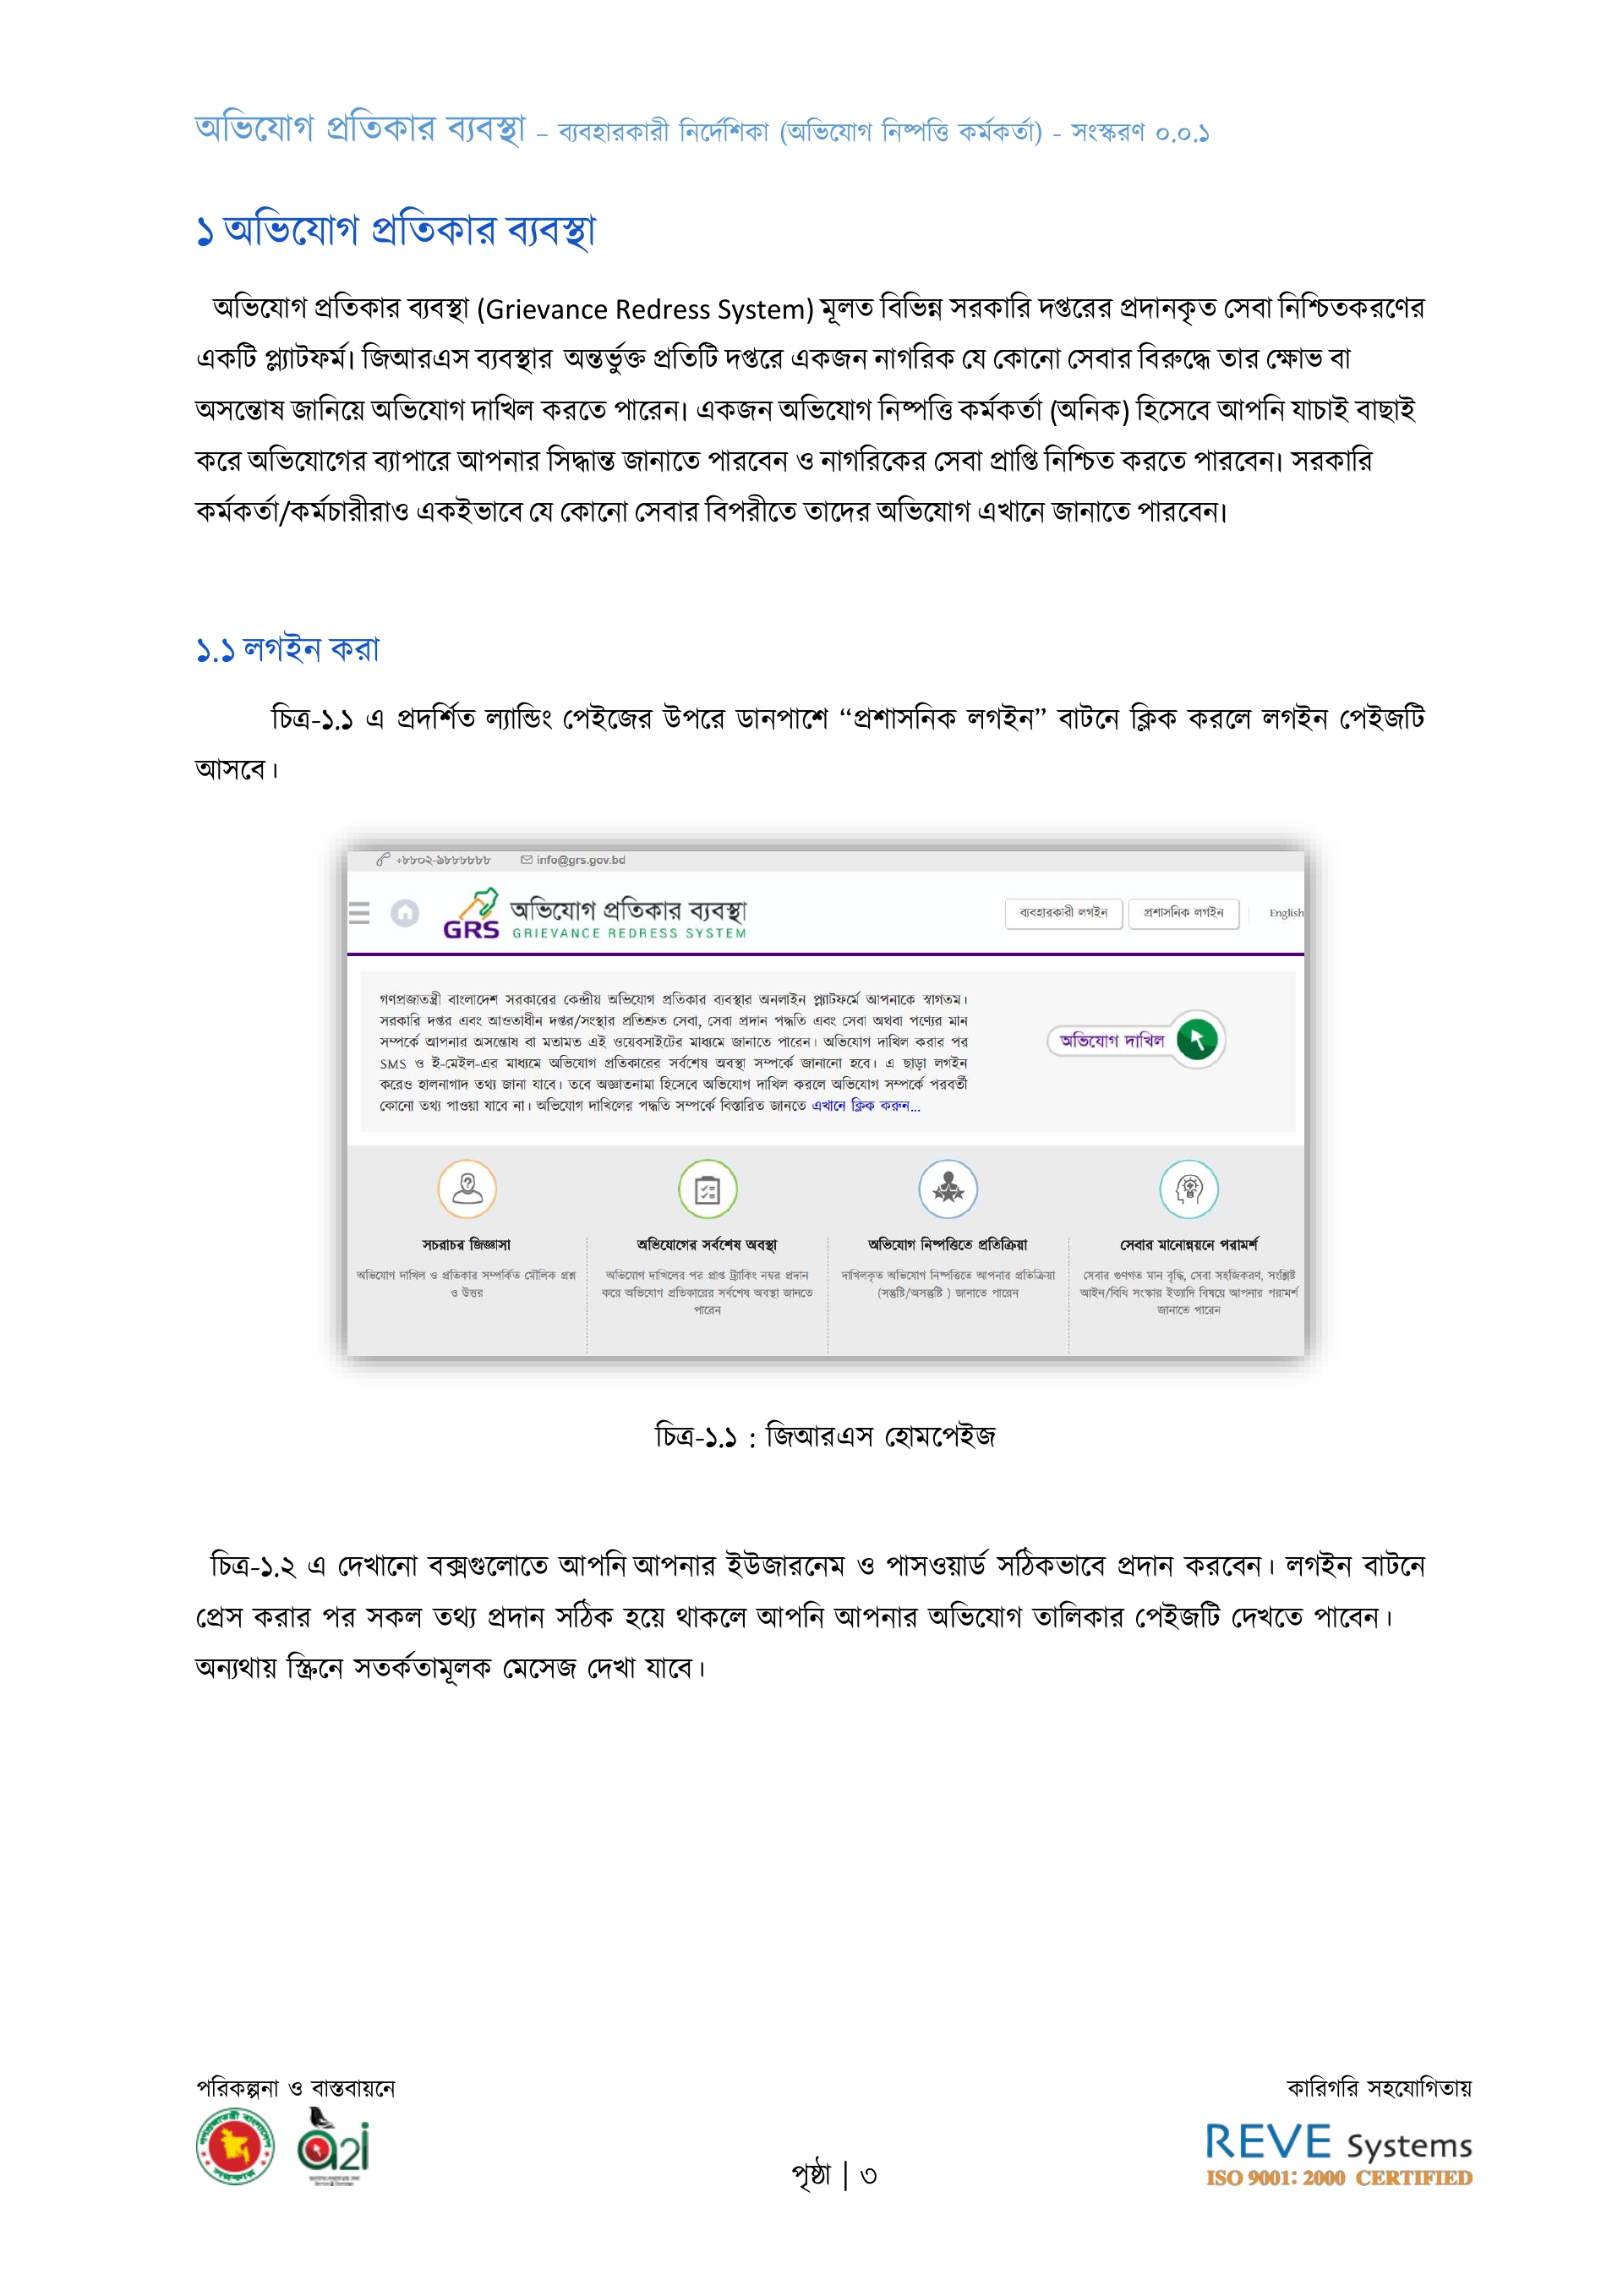 অভিযোগ প্রতিকার ব্যবস্থা – ব্যবহারকারী নির্দেশিকা (অভিযোগ নিষ্পত্তি কর্মকর্তা) - সংস্করণ ০.০.১
১ অভিযোগ প্রতিকার ব্যবস্থা
অভিযোগ প্রতিকার ব্যবস্থা (Grievance Redress System) মূলত বিভিন্ন সরকারি দপ্তরের প্রদানকৃত সেবা নিশ্চিতকরণের
একটি প্ল্যাটফর্ম। জিআরএস ব্যবস্থার অন্তর্ভুক্ত প্রতিটি দপ্তরে একজন নাগরিক যে কোনো সেবার বিরুদ্ধে তার ক্ষোভ বা
অসন্তোষ জানিয়ে অভিযোগ দাখিল করতে পারেন। একজন অভিযোগ নিষ্পত্তি কর্মকর্তা (অনিক) হিসেবে আপনি যাচাই বাছাই
করে অভিযোগের ব্যাপারে আপনার সিদ্ধান্ত জানাতে পারবেন ও নাগরিকের সেবা প্রাপ্তি নিশ্চিত করতে পারবেন। সরকারি
কর্মকর্তা/কর্মচারীরাও একইভাবে যে কোনো সেবার বিপরীতে তাদের অভিযোগ এখানে জানাতে পারবেন।
১.১ লগইন করা
চিত্র-১.১ এ প্রদর্শিত ল্যান্ডিং পেইজের উপরে ডানপাশে “প্রশাসনিক লগইন” বাটনে ক্লিক করলে লগইন পেইজটি
আসবে।
+৮৮০২-৯৮৮৮৮৮৮ info@grs.gov.bd
GRS অভিযোগ প্রতিকার ব্যবস্থা
GRIEVANCE REDRESS SYSTEM
ব্যবহারকারী লগইন প্রশাসনিক লগইন English
গণপ্রজাতন্ত্রী বাংলাদেশ সরকারের কেন্দ্রীয় অভিযোগ প্রতিকার ব্যবস্থার অনলাইন প্ল্যাটফর্মে আপনাকে স্বাগতম।
সরকারি দপ্তর এবং আওতাধীন দপ্তর/সংস্থার প্রতিশ্রুত সেবা, সেবা প্রদান পদ্ধতি এবং সেবা অথবা পণ্যের মান
সম্পর্কে আপনার অসন্তোষ বা মতামত এই ওয়েবসাইটের মাধ্যমে জানাতে পারেন। অভিযোগ দাখিল করার পর
SMS ও ই-মেইল-এর মাধ্যমে অভিযোগ প্রতিকারের সর্বশেষ অবস্থা সম্পর্কে জানানো হবে। এ ছাড়া লগইন
করেও হালনাগাদ তথ্য জানা যাবে। তবে অজ্ঞাতনামা হিসেবে অভিযোগ দাখিল করলে অভিযোগ সম্পর্কে পরবর্তী
কোনো তথ্য পাওয়া যাবে না। অভিযোগ দাখিলের পদ্ধতি সম্পর্কে বিস্তারিত জানতে এখানে ক্লিক করুন...
অভিযোগ দাখিল
সচরাচর জিজ্ঞাসা
অভিযোগ দাখিল ও প্রতিকার সম্পর্কিত মৌলিক প্রশ্ন
ও উত্তর
অভিযোগের সর্বশেষ অবস্থা
অভিযোগ দাখিলের পর প্রাপ্ত ট্র্যাকিং নম্বর প্রদান
করে অভিযোগ প্রতিকারের সর্বশেষ অবস্থা জানতে
পারেন
অভিযোগ নিষ্পত্তিতে প্রতিক্রিয়া
দাখিলকৃত অভিযোগ নিষ্পত্তিতে আপনার প্রতিক্রিয়া
(সন্তুষ্টি/অসন্তুষ্টি ) জানাতে পারেন
সেবার মানোন্নয়নে পরামর্শ
সেবার গুণগত মান বৃদ্ধি, সেবা সহজিকরণ, সংশ্লিষ্ট
আইন/বিধি সংস্কার ইত্যাদি বিষয়ে আপনার পরামর্শ
জানাতে পারেন
চিত্র-১.১ : জিআরএস হোমপেইজ
চিত্র-১.২ এ দেখানো বক্সগুলোতে আপনি আপনার ইউজারনেম ও পাসওয়ার্ড সঠিকভাবে প্রদান করবেন। লগইন বাটনে
প্রেস করার পর সকল তথ্য প্রদান সঠিক হয়ে থাকলে আপনি আপনার অভিযোগ তালিকার পেইজটি দেখতে পাবেন।
অন্যথায় স্ক্রিনে সতর্কতামূলক মেসেজ দেখা যাবে।
পরিকল্পনা ও বাস্তবায়নে
কারিগরি সহযোগিতায়
a2i
REVE Systems
ISO 9001: 2000 CERTIFIED
পৃষ্ঠা | ৩